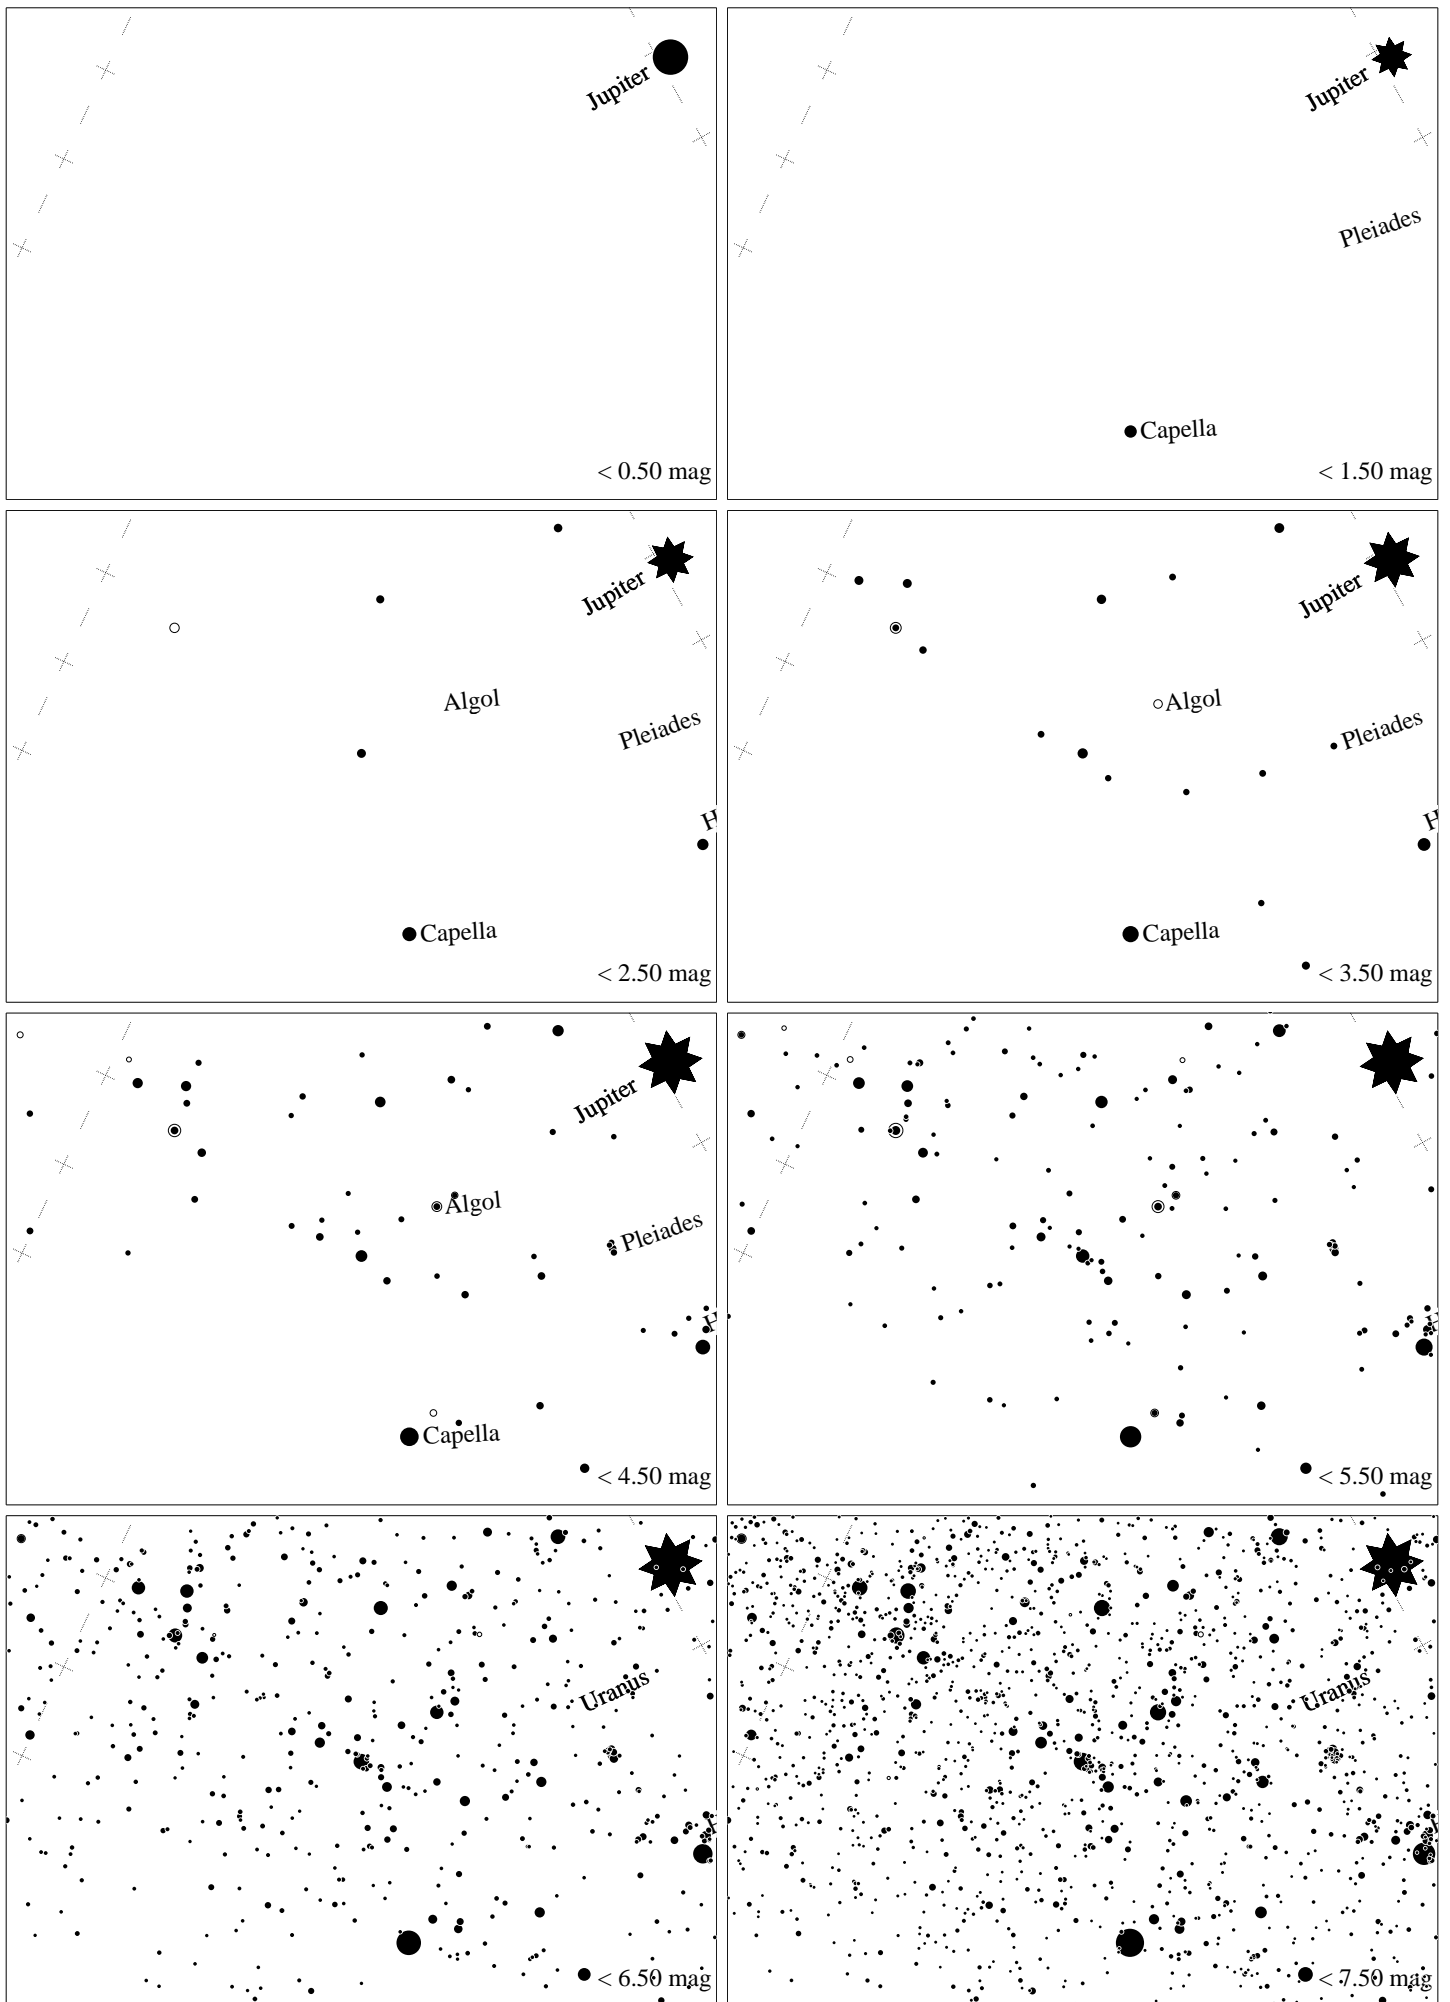 Jupiter
< 0.50 mag
Jupiter
Pleiades
Capella
< 1.50 mag
Jupiter
Algol
Pleiades
H
Capella
< 2.50 mag
Jupiter
Algol
Pleiades
H
Capella
< 3.50 mag
Jupiter
Algol
Pleiades
H
Capella
< 4.50 mag
H
< 5.50 mag
Uranus
H
< 6.50 mag
Uranus
H
< 7.50 mag